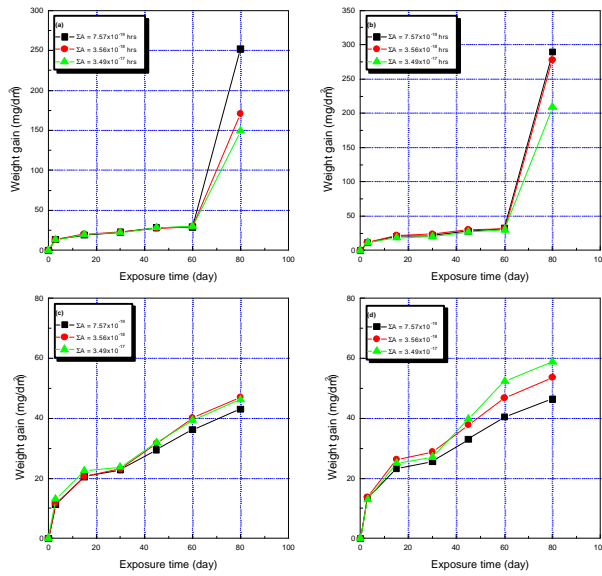 (a)
ΣA = 7.57x10⁻¹⁹ hrs
ΣA = 3.56x10⁻¹⁸ hrs
ΣA = 3.49x10⁻¹⁷ hrs
300
250
200
150
100
50
0
Weight gain (mg/dm²)
0 20 40 60 80 100
Exposure time (day)
(b)
ΣA = 7.57x10⁻¹⁹ hrs
ΣA = 3.56x10⁻¹⁸ hrs
ΣA = 3.49x10⁻¹⁷ hrs
350
300
250
200
150
100
50
0
Weight gain (mg/dm²)
0 20 40 60 80 100
Exposure time (day)
(c)
ΣA = 7.57x10⁻¹⁹
ΣA = 3.56x10⁻¹⁸
ΣA = 3.49x10⁻¹⁷
80
60
40
20
0
Weight gain (mg/dm²)
0 20 40 60 80 100
Exposure time (day)
(d)
ΣA = 7.57x10⁻¹⁹
ΣA = 3.56x10⁻¹⁸
ΣA = 3.49x10⁻¹⁷
80
60
40
20
0
Weight gain (mg/dm²)
0 20 40 60 80 100
Exposure time (day)